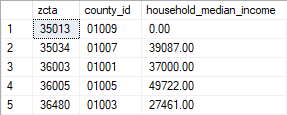 zcta county_id household_median_income
1 35013 01009 0.00
2 35034 01007 39087.00
3 36003 01001 37000.00
4 36005 01005 49722.00
5 36480 01003 27461.00